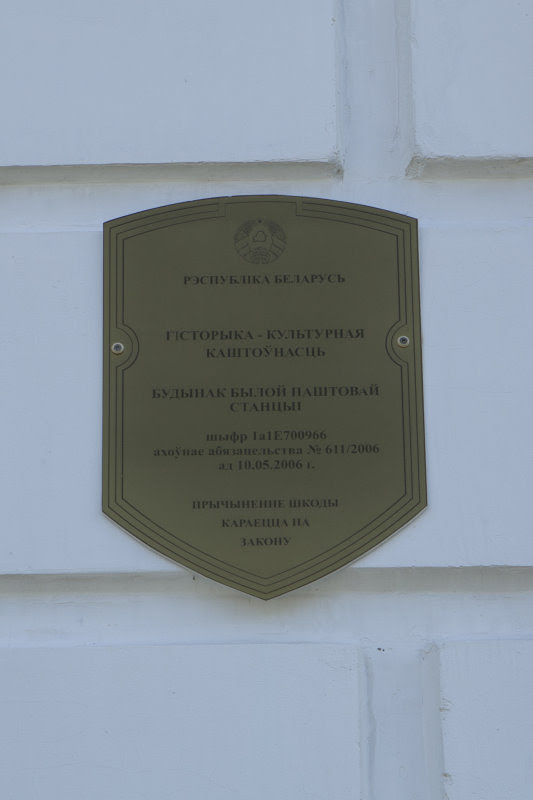 РЭСПУБЛІКА БЕЛАРУСЬ
ГІСТОРЫКА - КУЛЬТУРНАЯ
КАШТОЎНАСЦЬ
БУДЫНАК БЫЛОЙ ПАШТОВАЙ
СТАНЦЫІ
шыфр 1а1Е700966
ахоўнае абязацельства № 611/2006
ад 10.05.2006 г.
ПРЫЧЫНЕННЕ ШКОДЫ
КАРАЕЦЦА ПА
ЗАКОНУ